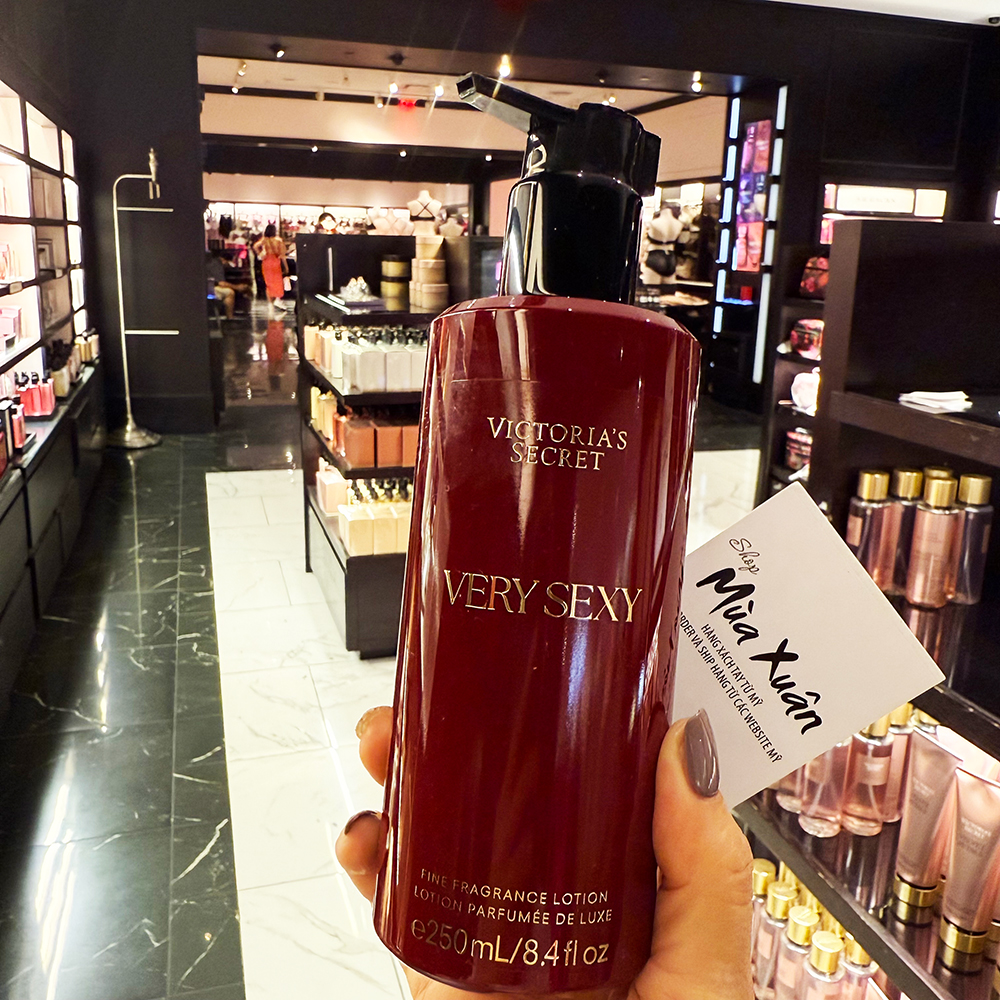 VICTORIA'S
SECRET
VERY SEXY
FINE FRAGRANCE LOTION
LOTION PARFUMÉE DE LUXE
e250 mL/8.4 fl oz
Shop
Mùa Xuân
HÀNG XÁCH TAY TỪ MỸ
ORDER VÀ SHIP HÀNG TỪ CÁC WEBSITE MỸ